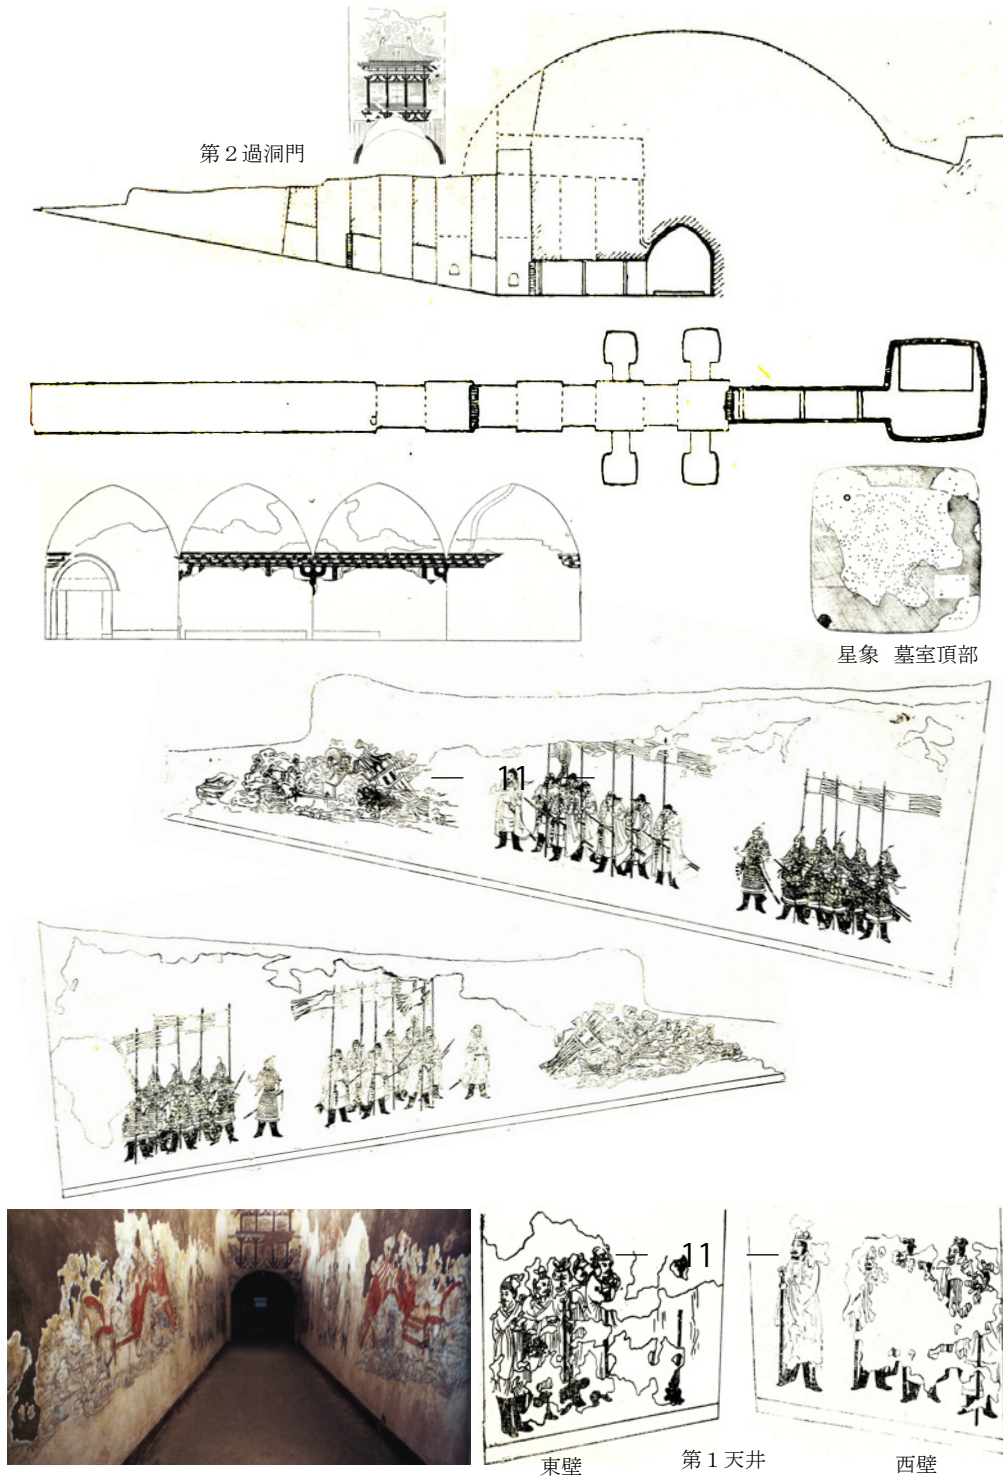 第２過洞門
星象 墓室頂部
— 11 —
— 11 —
東壁
第１天井
西壁